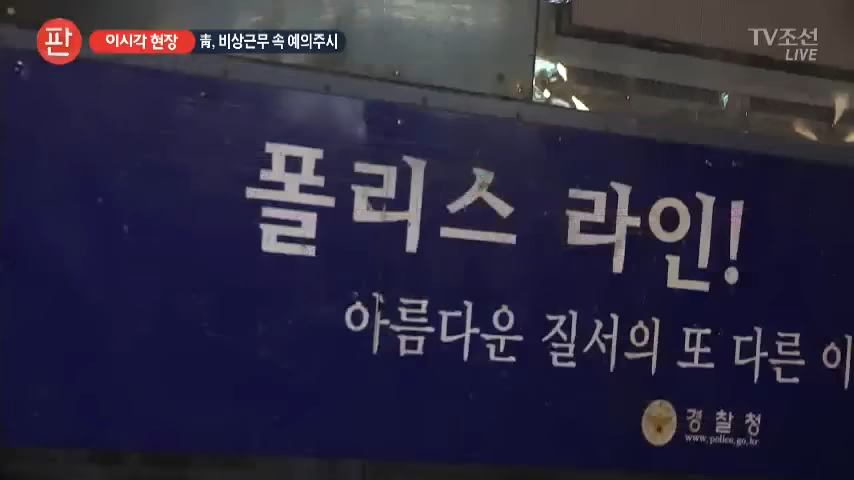 판 이시각 현장 靑, 비상근무 속 예의주시
TV조선
LIVE
폴리스 라인!
아름다운 질서의 또 다른 이
경찰청
www.police.go.kr